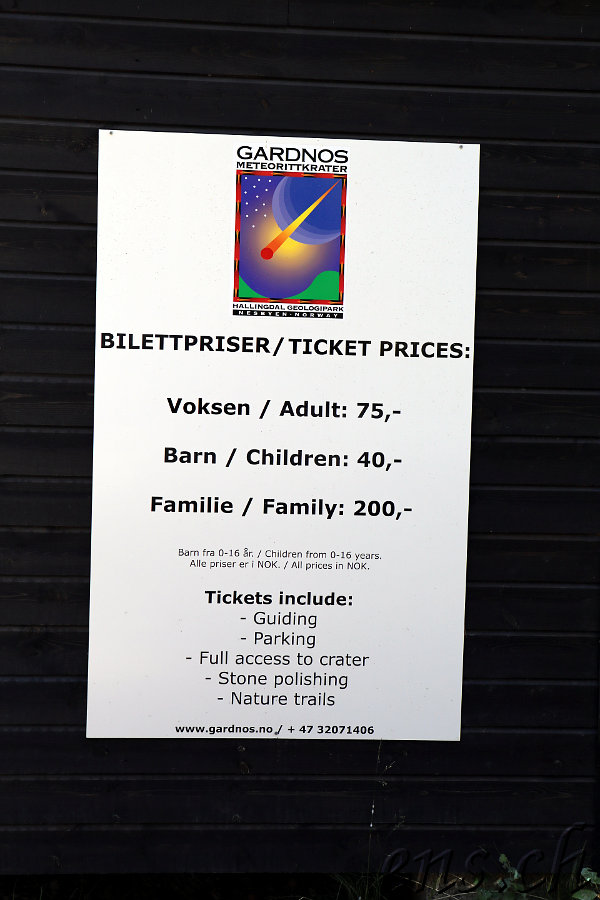 GARDNOS
METEORITTKRATER
HALLINGDAL GEOLOGIPARK
NESBYEN - NORWAY
BILETTPRISER / TICKET PRICES:
Voksen / Adult: 75,-
Barn / Children: 40,-
Familie / Family: 200,-
Barn fra 0-16 år. / Children from 0-16 years.
Alle priser er i NOK. / All prices in NOK.
Tickets include:
- Guiding
- Parking
- Full access to crater
- Stone polishing
- Nature trails
www.gardnos.no / + 47 32071406
ens.ch